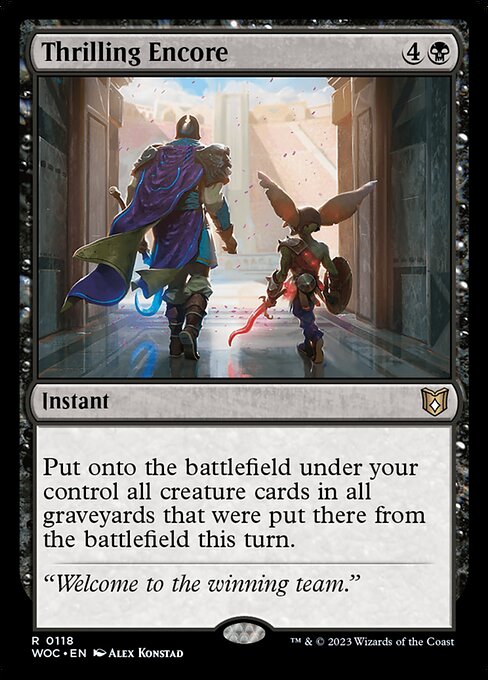 Thrilling Encore 4
Instant
Put onto the battlefield under your
control all creature cards in all
graveyards that were put there from
the battlefield this turn.
“Welcome to the winning team.”
R 0118
WOC • EN Alex Konstad
™ & © 2023 Wizards of the Coast